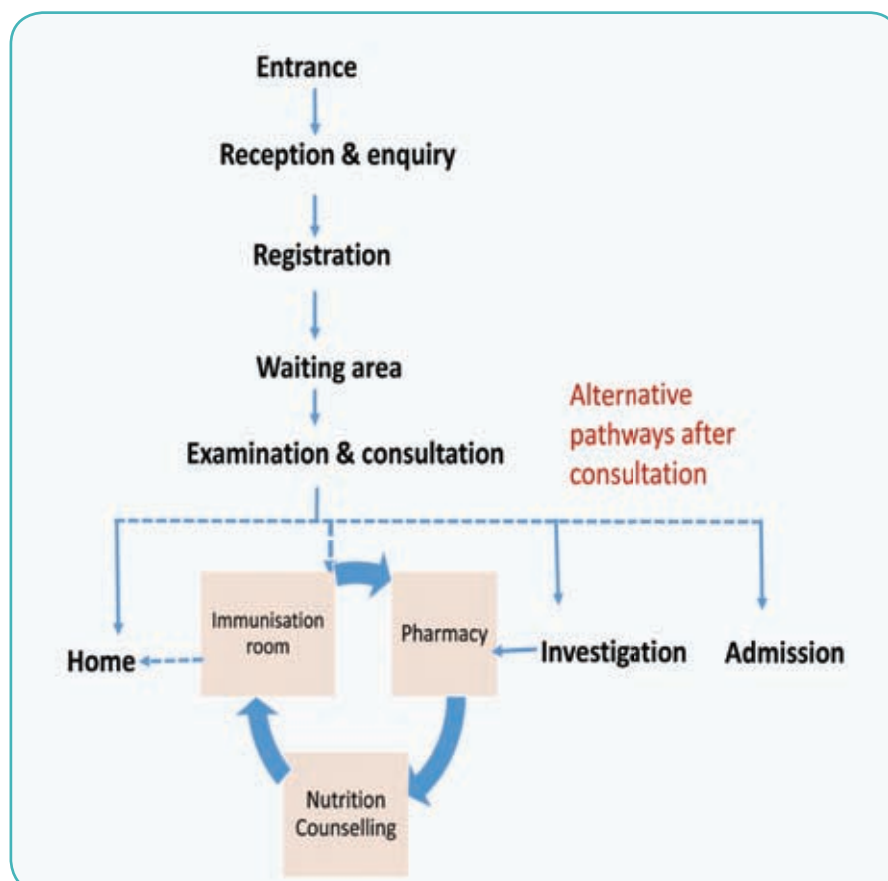 Entrance
Reception & enquiry
Registration
Waiting area
Alternative
pathways after
consultation
Examination & consultation
Immunisation
room
Pharmacy
Home
Investigation
Admission
Nutrition
Counselling